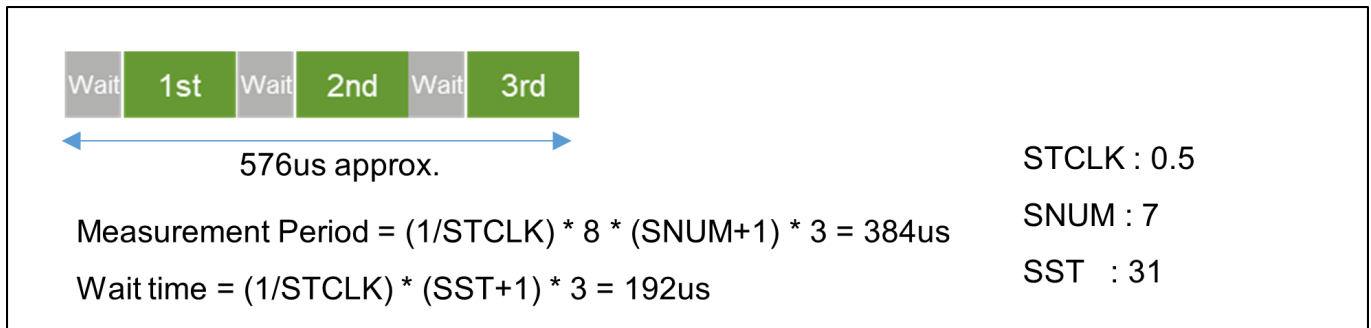 Wait 1st Wait 2nd Wait 3rd
576us approx.
STCLK : 0.5
SNUM : 7
SST : 31
Measurement Period = (1/STCLK) * 8 * (SNUM+1) * 3 = 384us
Wait time = (1/STCLK) * (SST+1) * 3 = 192us